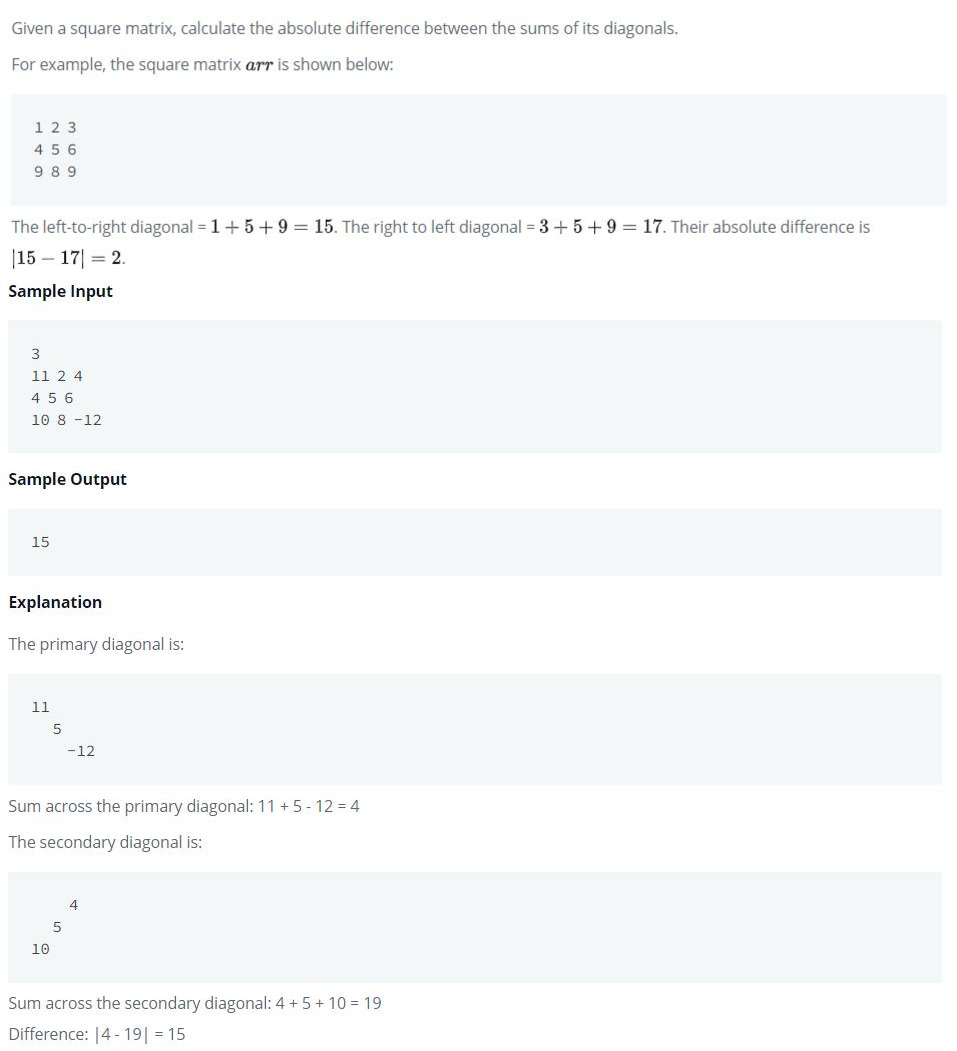 Given a square matrix, calculate the absolute difference between the sums of its diagonals.
For example, the square matrix arr is shown below:
1 2 3
4 5 6
9 8 9
The left-to-right diagonal = 1 + 5 + 9 = 15. The right to left diagonal = 3 + 5 + 9 = 17. Their absolute difference is
|15 − 17| = 2.
Sample Input
3
11 2 4
4 5 6
10 8 -12
Sample Output
15
Explanation
The primary diagonal is:
11
5
-12
Sum across the primary diagonal: 11 + 5 - 12 = 4
The secondary diagonal is:
4
5
10
Sum across the secondary diagonal: 4 + 5 + 10 = 19
Difference: |4 - 19| = 15